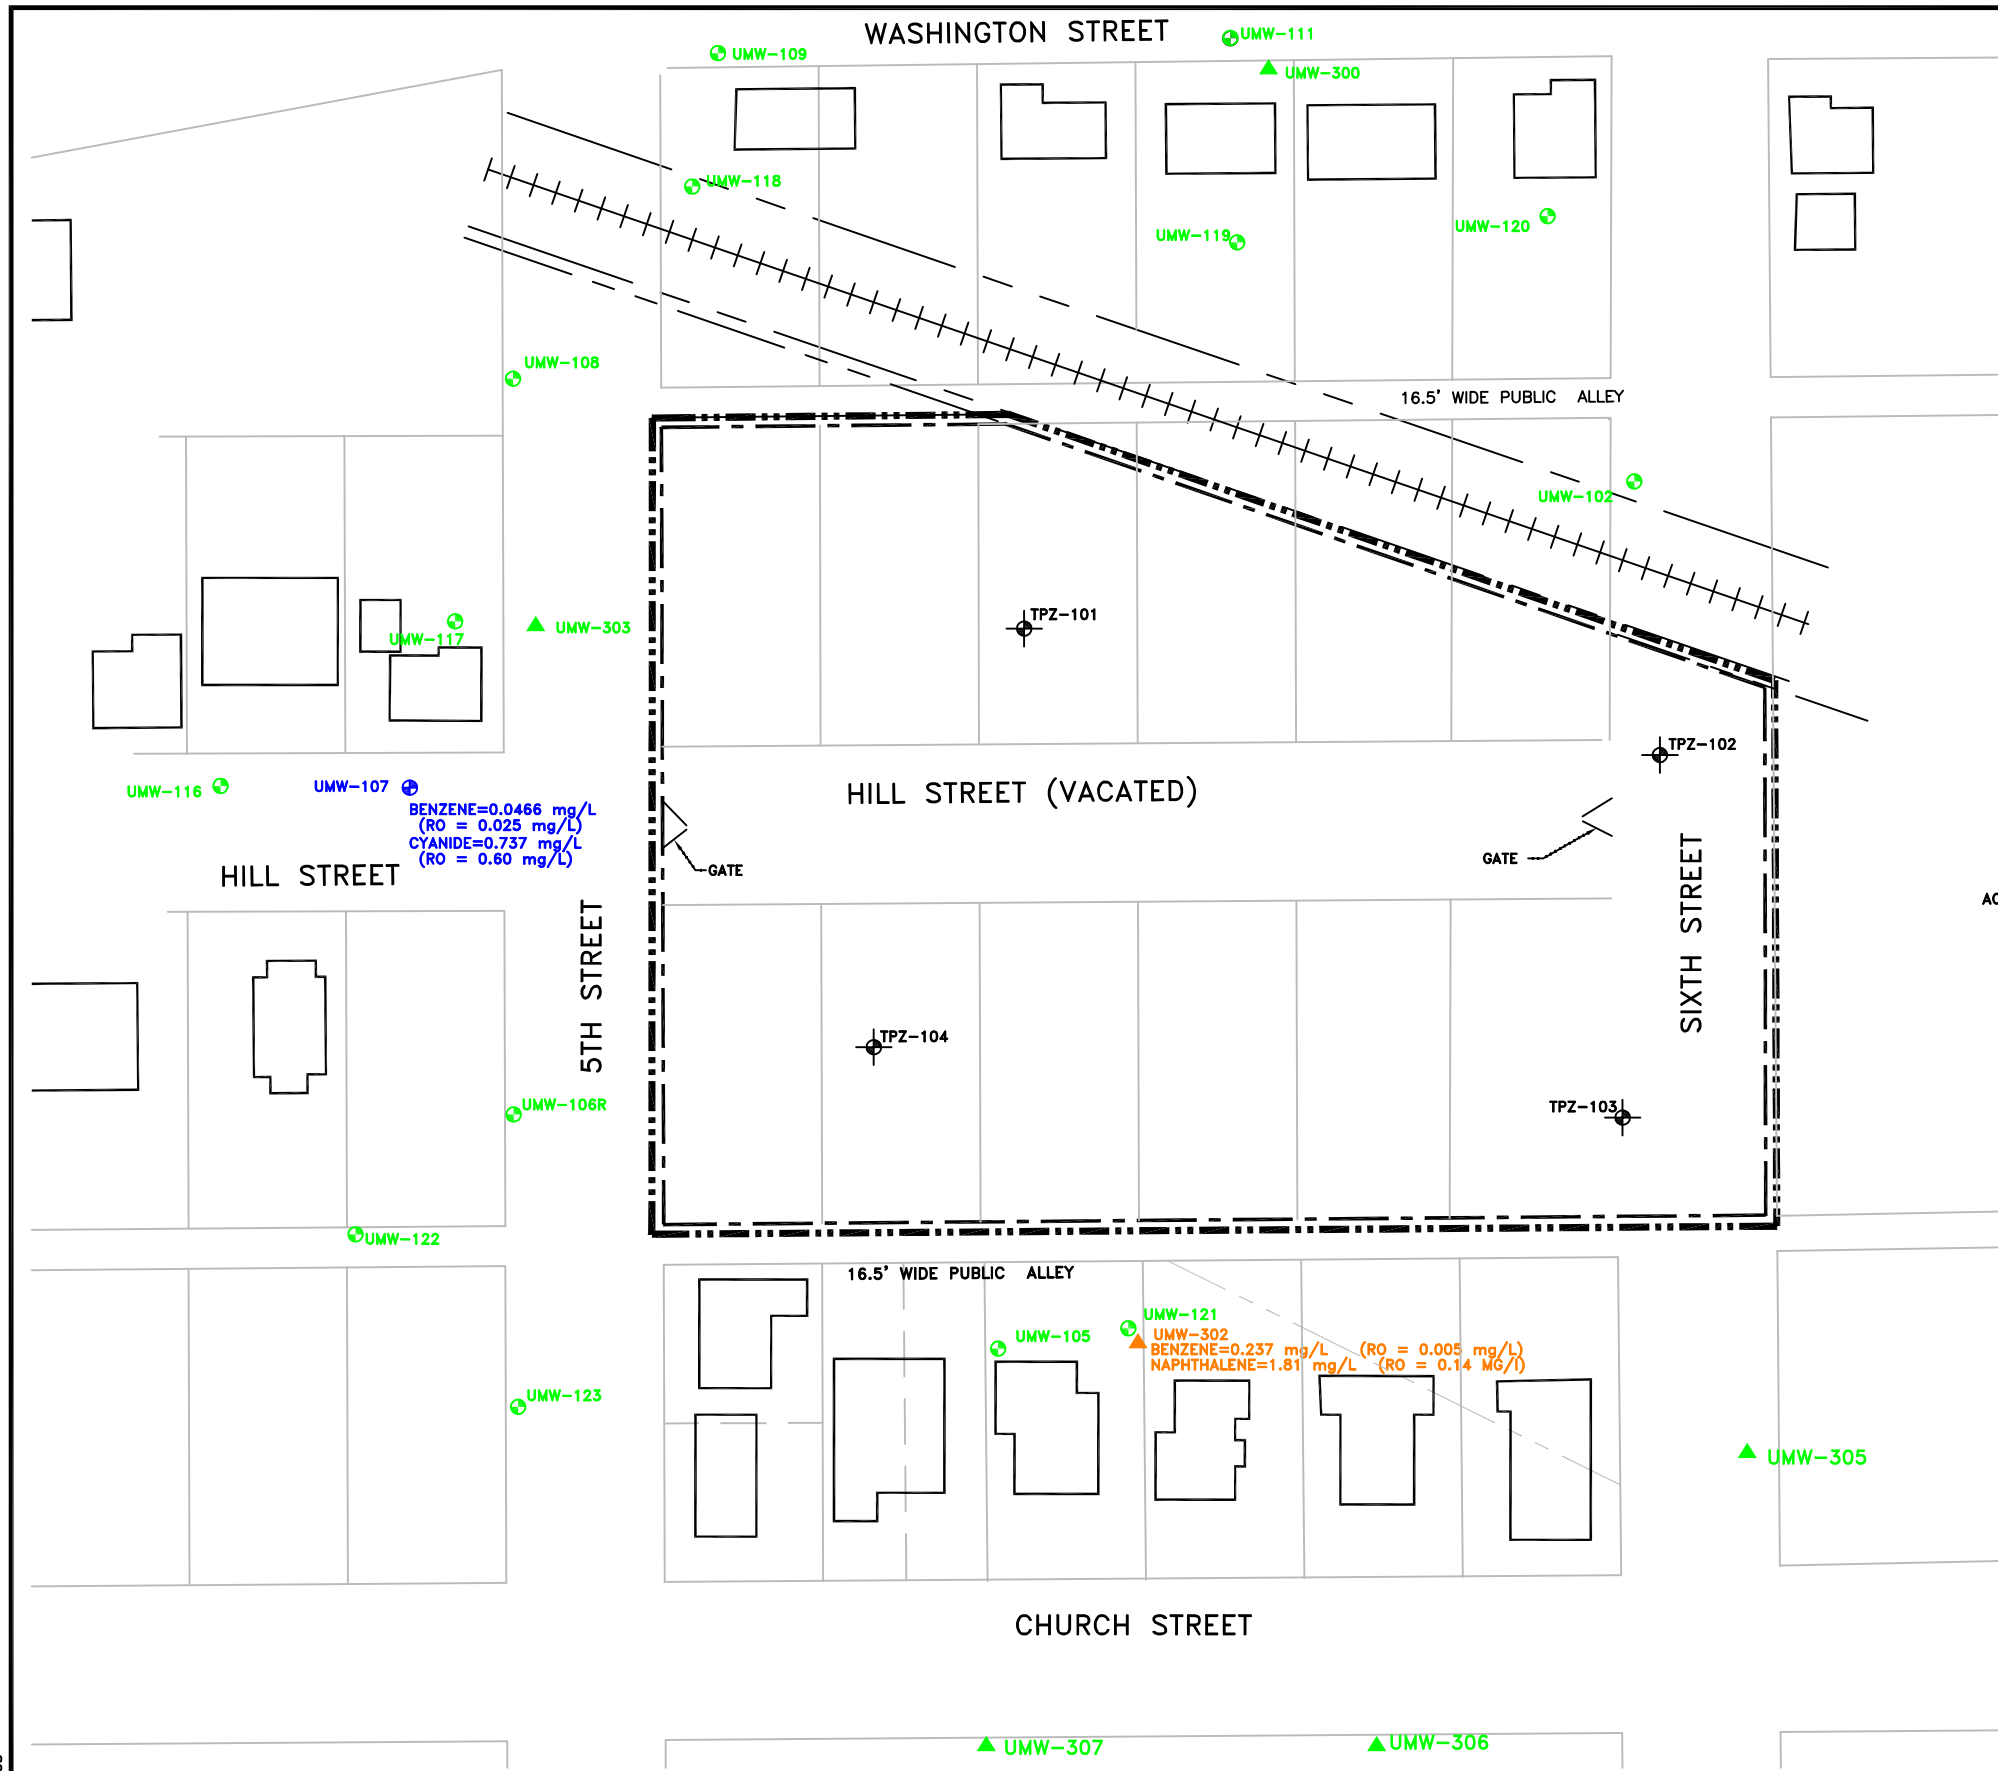 WASHINGTON STREET
UMW-111
UMW-109
UMW-300
UMW-118
UMW-120
UMW-119
UMW-108
16.5' WIDE PUBLIC ALLEY
UMW-102
TPZ-101
UMW-303
UMW-117
TPZ-102
UMW-116
UMW-107
HILL STREET (VACATED)
BENZENE=0.0466 mg/L
(RO = 0.025 mg/L)
CYANIDE=0.737 mg/L
(RO = 0.60 mg/L)
GATE
GATE
HILL STREET
5TH STREET
SIXTH STREET
TPZ-104
UMW-106R
TPZ-103
UMW-122
16.5' WIDE PUBLIC ALLEY
UMW-121
UMW-105
UMW-302
BENZENE=0.237 mg/L (RO = 0.005 mg/L)
NAPHTHALENE=1.81 mg/L (RO = 0.14 MG/l)
UMW-123
UMW-305
CHURCH STREET
UMW-307
UMW-306